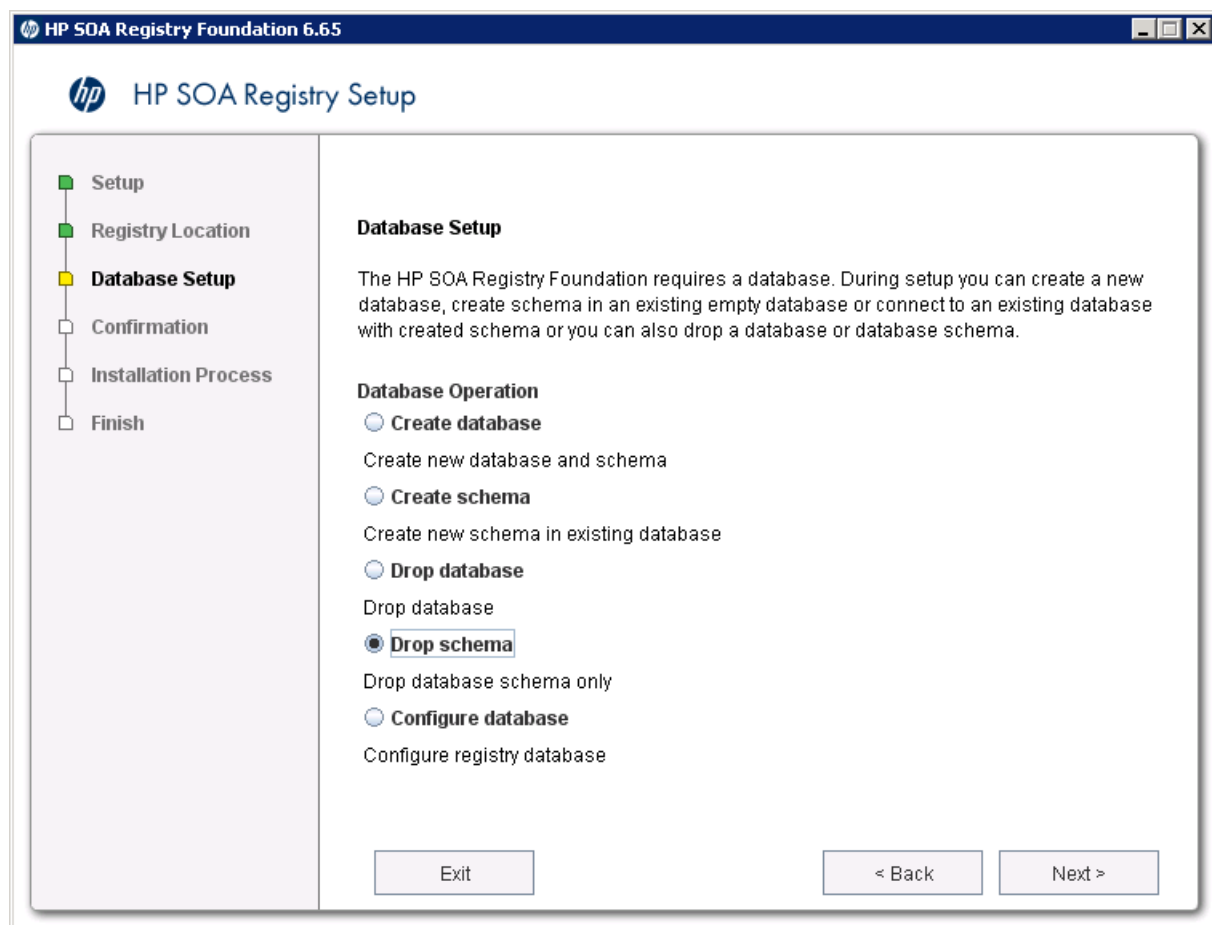 HP SOA Registry Foundation 6.65
hp HP SOA Registry Setup
Setup
Registry Location
Database Setup
Confirmation
Installation Process
Finish
Database Setup
The HP SOA Registry Foundation requires a database. During setup you can create a new
database, create schema in an existing empty database or connect to an existing database
with created schema or you can also drop a database or database schema.
Database Operation
Create database
Create new database and schema
Create schema
Create new schema in existing database
Drop database
Drop database
Drop schema
Drop database schema only
Configure database
Configure registry database
Exit
< Back
Next >